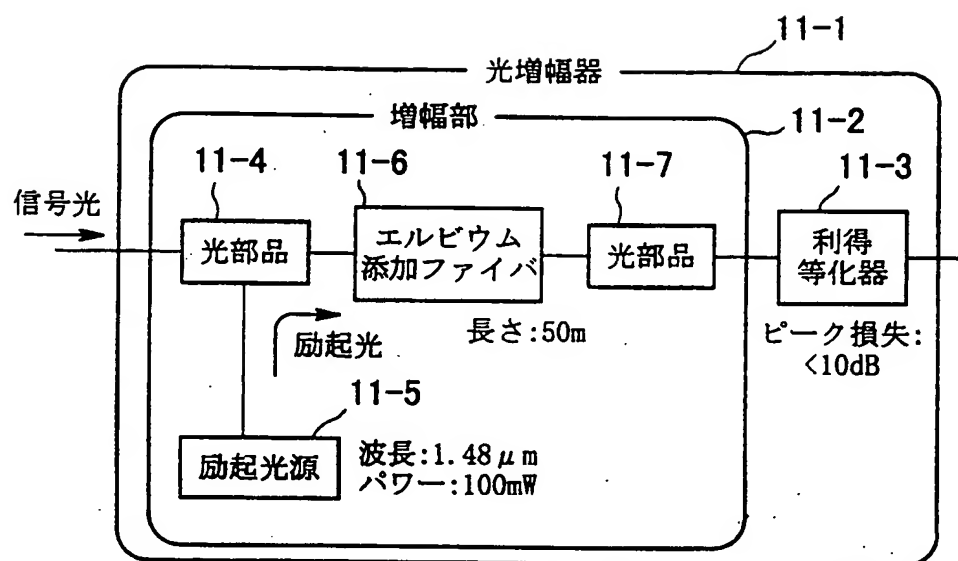 11-1
光増幅器
増幅部
11-2
11-4
11-6
11-7
11-3
信号光
光部品
エルビウム
添加ファイバ
光部品
利得
等化器
長さ:50m
励起光
ピーク損失:
<10dB
11-5
励起光源
波長:1.48μm
パワー:100mW